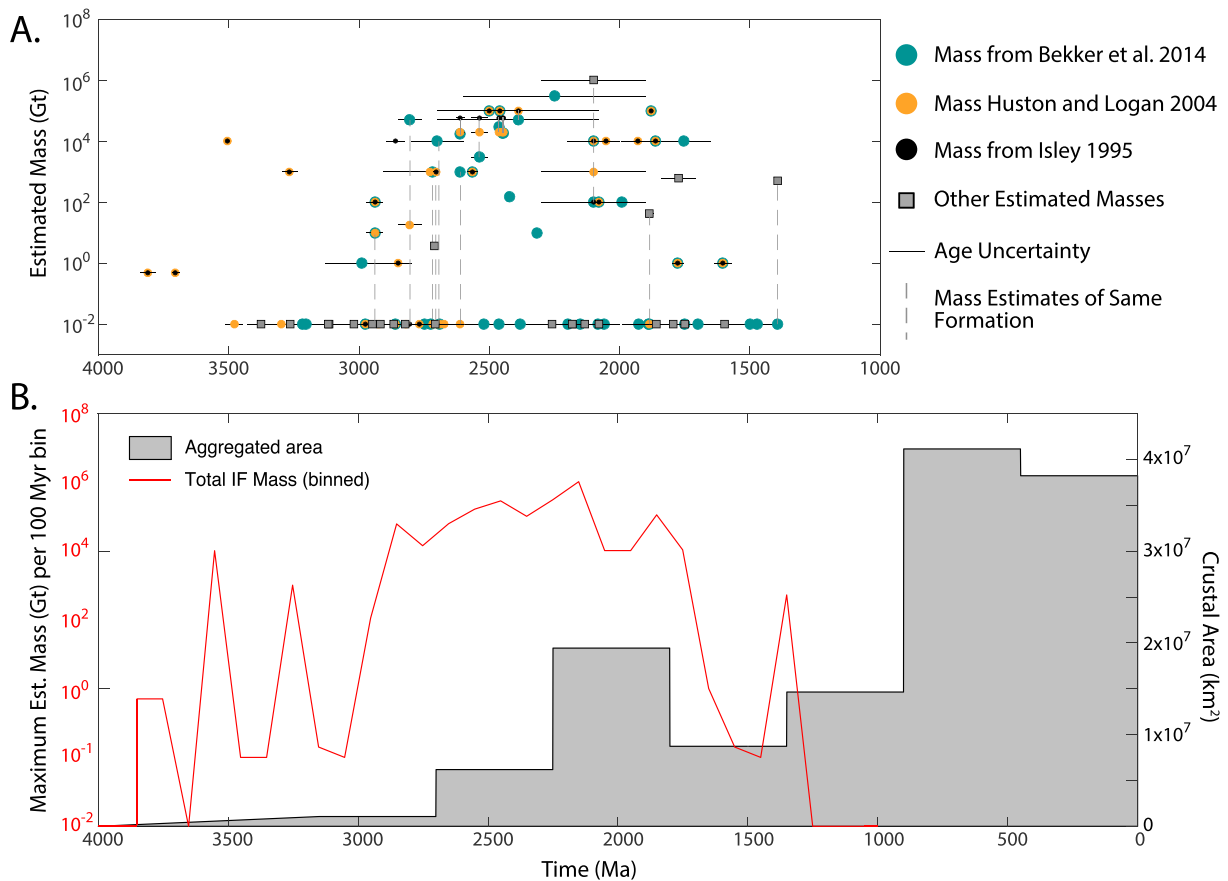 A.
Estimated Mass (Gt)
10^8
10^6
10^4
10^2
10^0
10^-2
4000 3500 3000 2500 2000 1500 1000
Mass from Bekker et al. 2014
Mass Huston and Logan 2004
Mass from Isley 1995
Other Estimated Masses
Age Uncertainty
Mass Estimates of Same
Formation
B.
Maximum Est. Mass (Gt) per 100 Myr bin
10^8
10^6
10^4
10^2
10^0
10^-1
10^-2
Aggregated area
Total IF Mass (binned)
4x10^7
3x10^7
2x10^7
1x10^7
0
Crustal Area (km^2)
4000 3500 3000 2500 2000 1500 1000 500 0
Time (Ma)